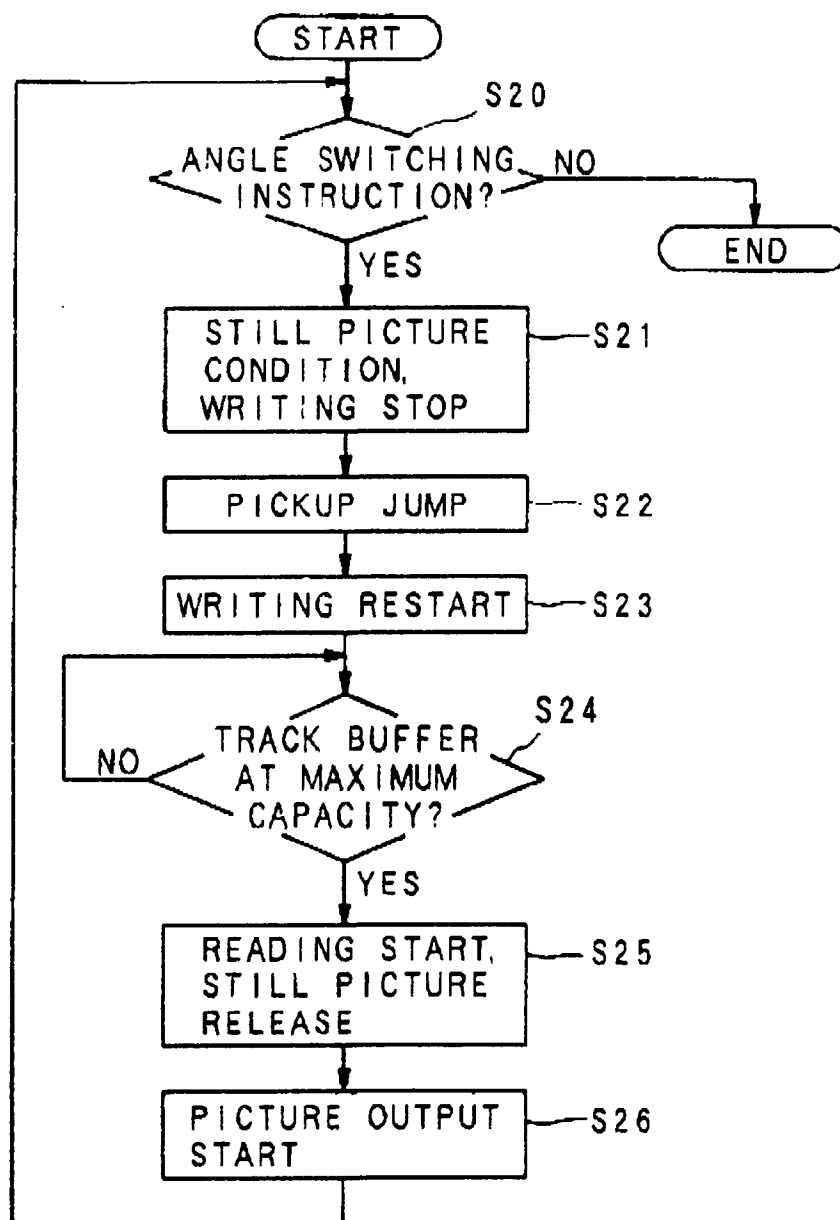 START
S20
ANGLE SWITCHING
INSTRUCTION?
NO
END
YES
STILL PICTURE
CONDITION,
WRITING STOP
S21
PICKUP JUMP
S22
WRITING RESTART
S23
S24
TRACK BUFFER
AT MAXIMUM
CAPACITY?
NO
YES
READING START,
STILL PICTURE
RELEASE
S25
PICTURE OUTPUT
START
S26